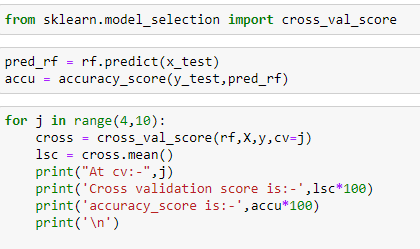 from sklearn.model_selection import cross_val_score
pred_rf = rf.predict(x_test)
accu = accuracy_score(y_test,pred_rf)
for j in range(4,10):
    cross = cross_val_score(rf,X,y,cv=j)
    lsc = cross.mean()
    print("At cv:-",j)
    print('Cross validation score is:-',lsc*100)
    print('accuracy_score is:-',accu*100)
    print('\n')